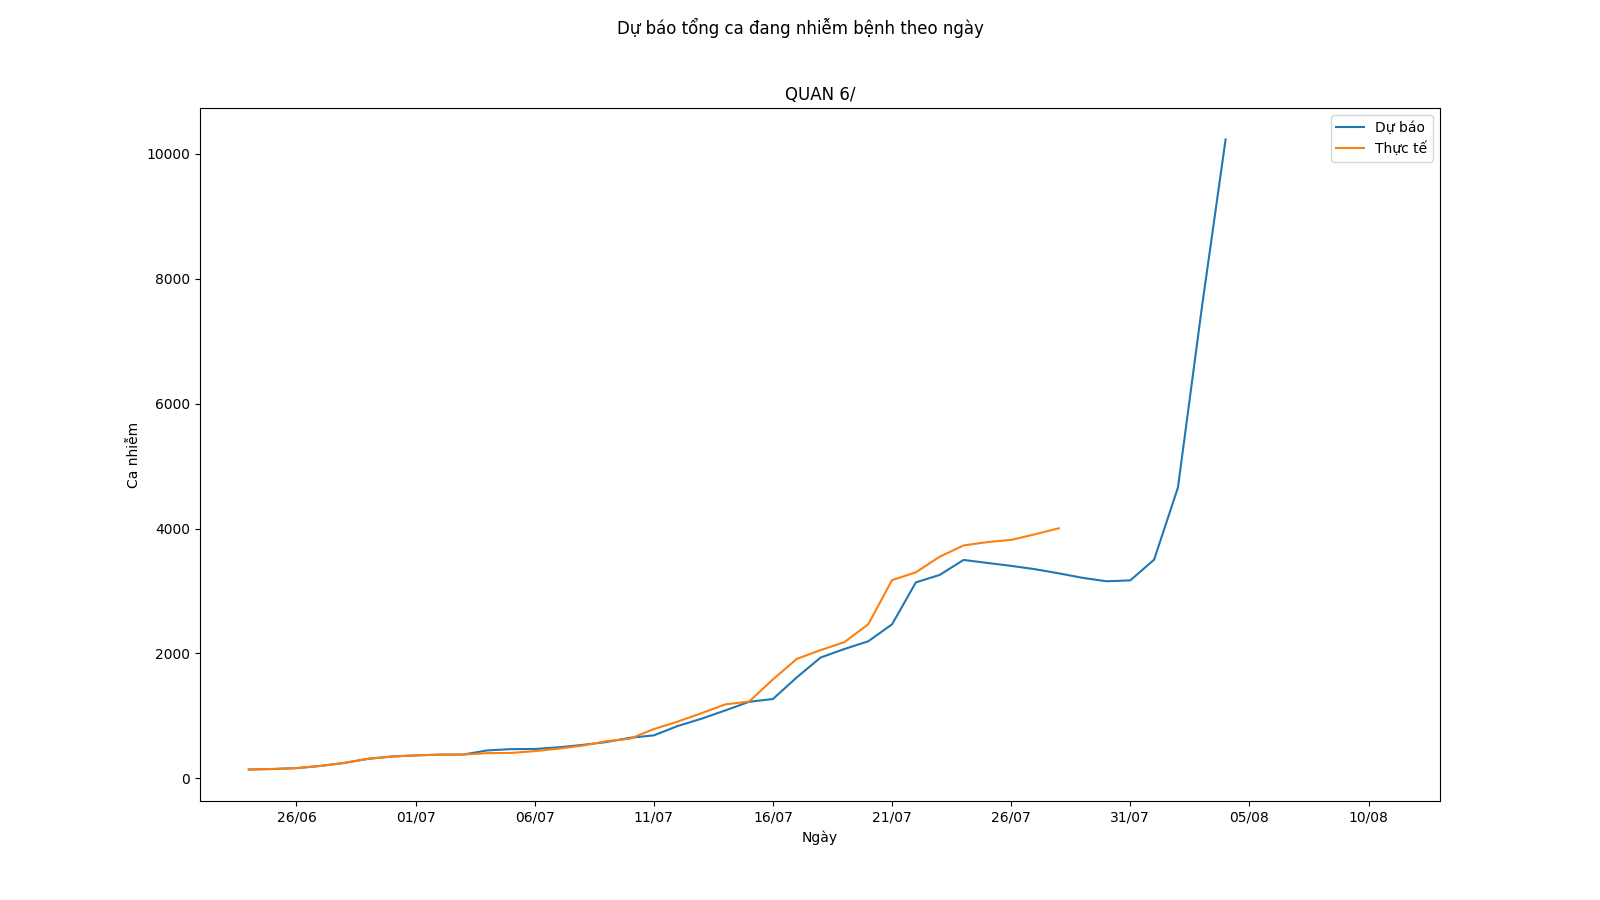 Dự báo tổng ca đang nhiễm bệnh theo ngày
QUAN 6/
Dự báo
Thực tế
10000
8000
6000
4000
2000
0
Ca nhiễm
26/06 01/07 06/07 11/07 16/07 21/07 26/07 31/07 05/08 10/08
Ngày